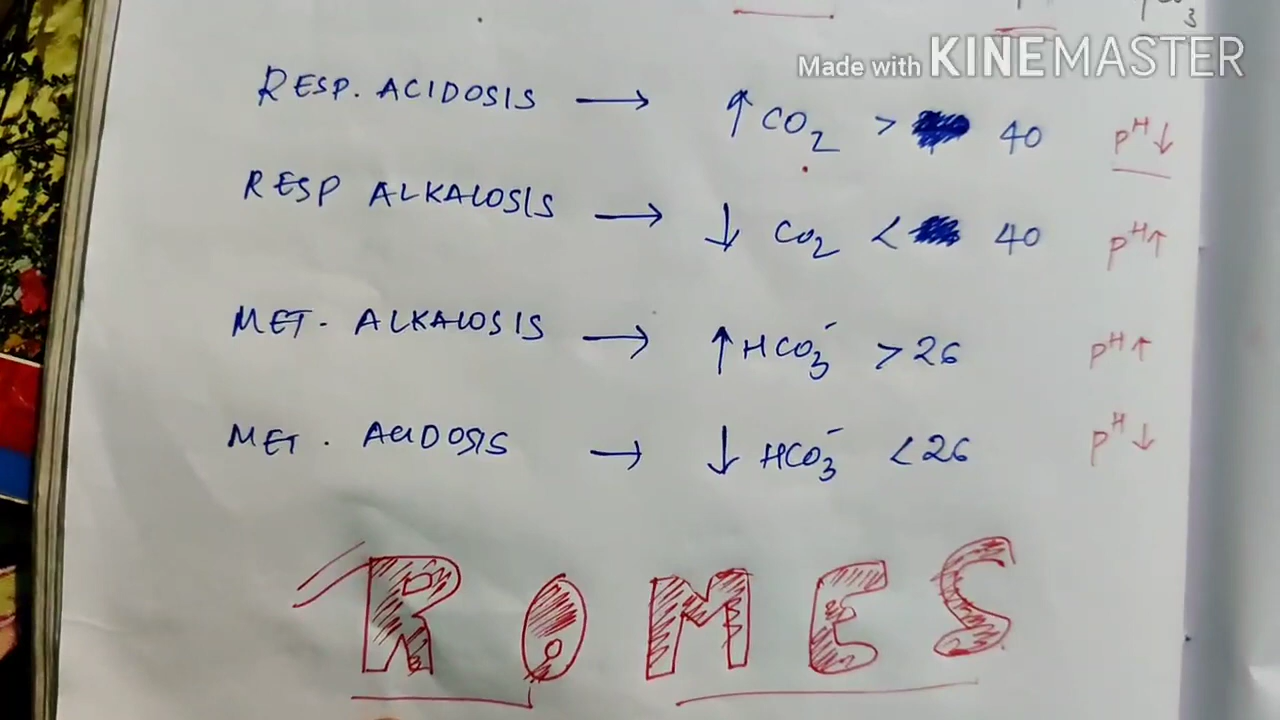 Made with KINEMASTER
RESP. ACIDOSIS → ↑ CO2 > 40 pH↓
RESP ALKALOSIS → ↓ CO2 < 40 pH↑
MET. ALKALOSIS → ↑ HCO3⁻ > 26 pH↑
MET. ACIDOSIS → ↓ HCO3⁻ < 26 pH↓
ROMES